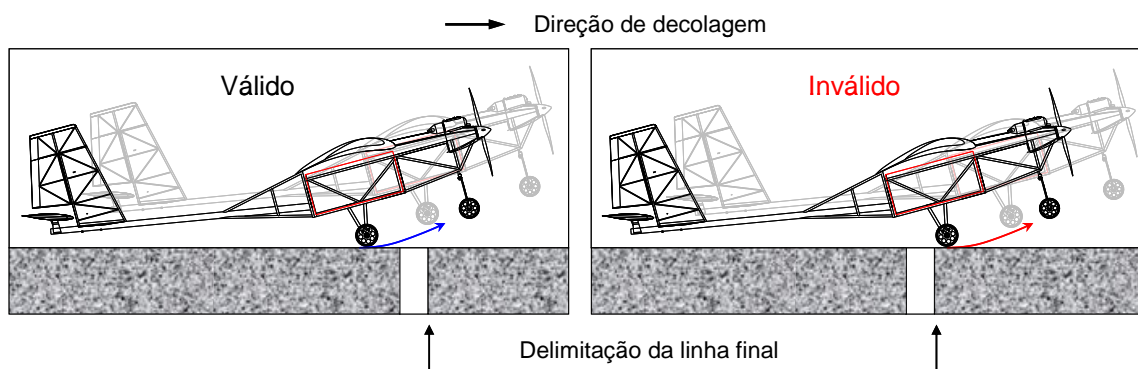 Direção de decolagem
Válido
Inválido
Delimitação da linha final